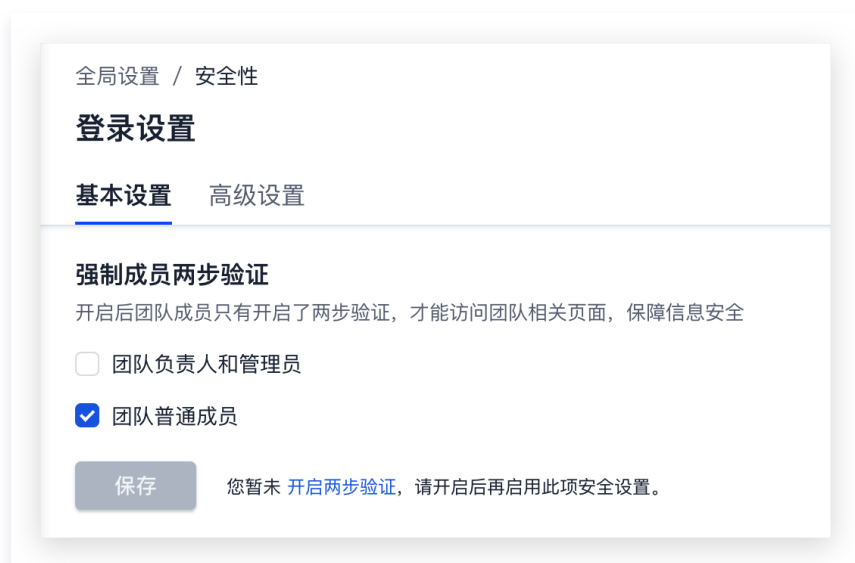 全局设置 / 安全性
登录设置
基本设置 高级设置
强制成员两步验证
开启后团队成员只有开启了两步验证，才能访问团队相关页面，保障信息安全
团队负责人和管理员
团队普通成员
保存 您暂未 开启两步验证，请开启后再启用此项安全设置。